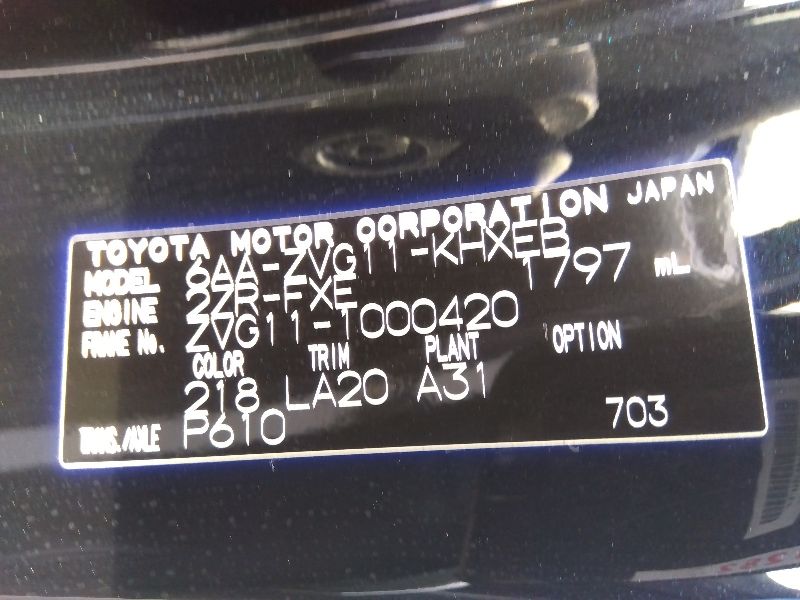 TOYOTA MOTOR CORPORATION JAPAN
MODEL 6AA-ZVG11-KHXEB
ENGINE 2ZR-FXE 1797 mL
FRAME No. ZVG11-1000420
COLOR TRIM PLANT OPTION
218 LA20 A31
TRANS./AXLE P610 703